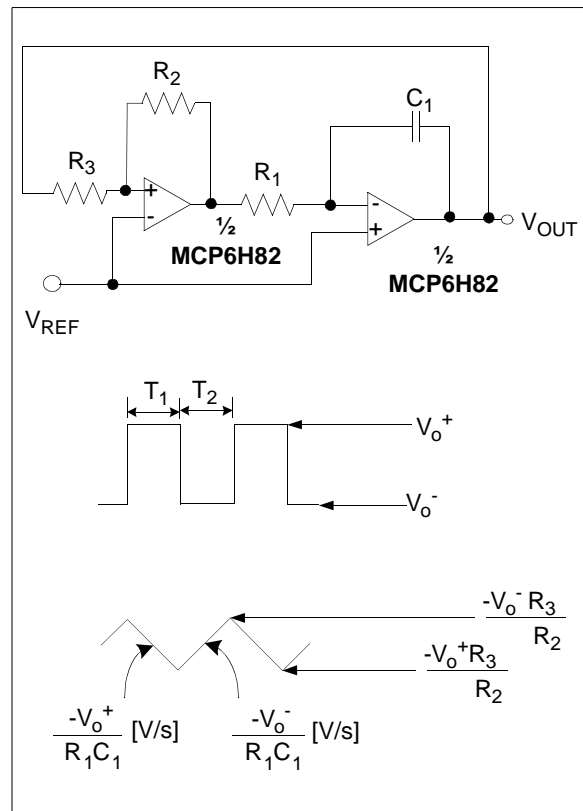 R2
C1
R3
R1
+
-
-
+
½
MCP6H82
½
MCP6H82
VOUT
VREF
T1 T2
Vo+
Vo-
-Vo- R3
R2
-Vo+R3
R2
-Vo+
R1C1
[V/s]
-Vo-
R1C1
[V/s]